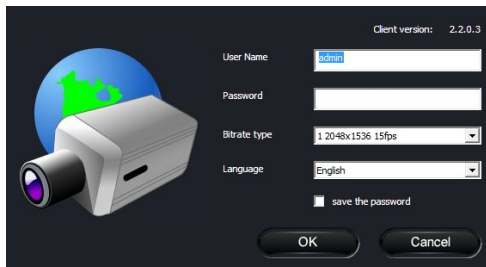 Client version: 2.2.0.3
User Name admin
Password
Bitrate type 1 2048x1536 15fps
Language English
save the password
OK Cancel